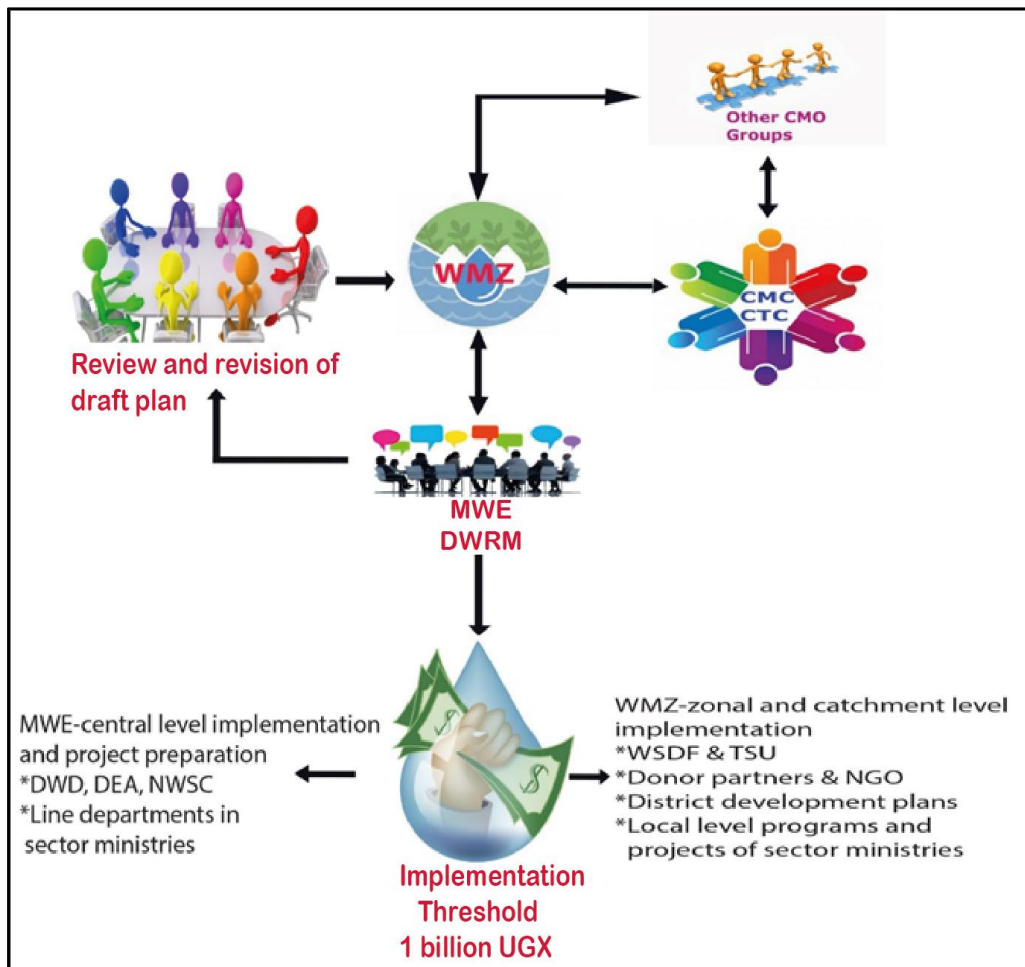 Other CMO
Groups
WMZ
CMC
CTC
Review and revision of
draft plan
MWE
DWRM
MWE-central level implementation
and project preparation
*DWD, DEA, NWSC
*Line departments in
sector ministries
WMZ-zonal and catchment level
implementation
*WSDF & TSU
*Donor partners & NGO
*District development plans
*Local level programs and
projects of sector ministries
$
$
Implementation
Threshold
1 billion UGX